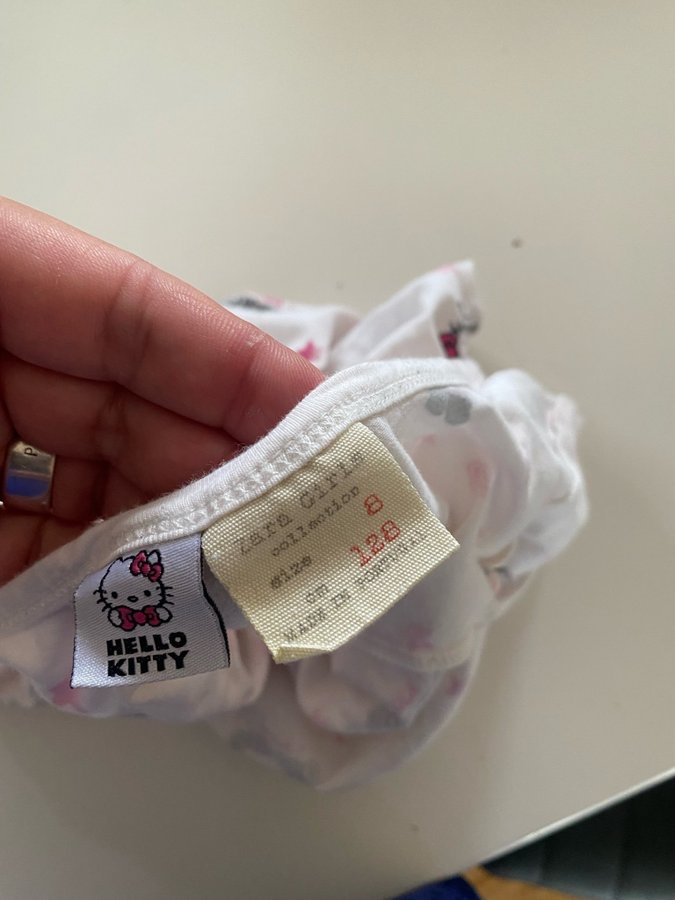 HELLO
KITTY
Zara Girls
collection
size 8
cm 128
MADE IN PORTUGAL